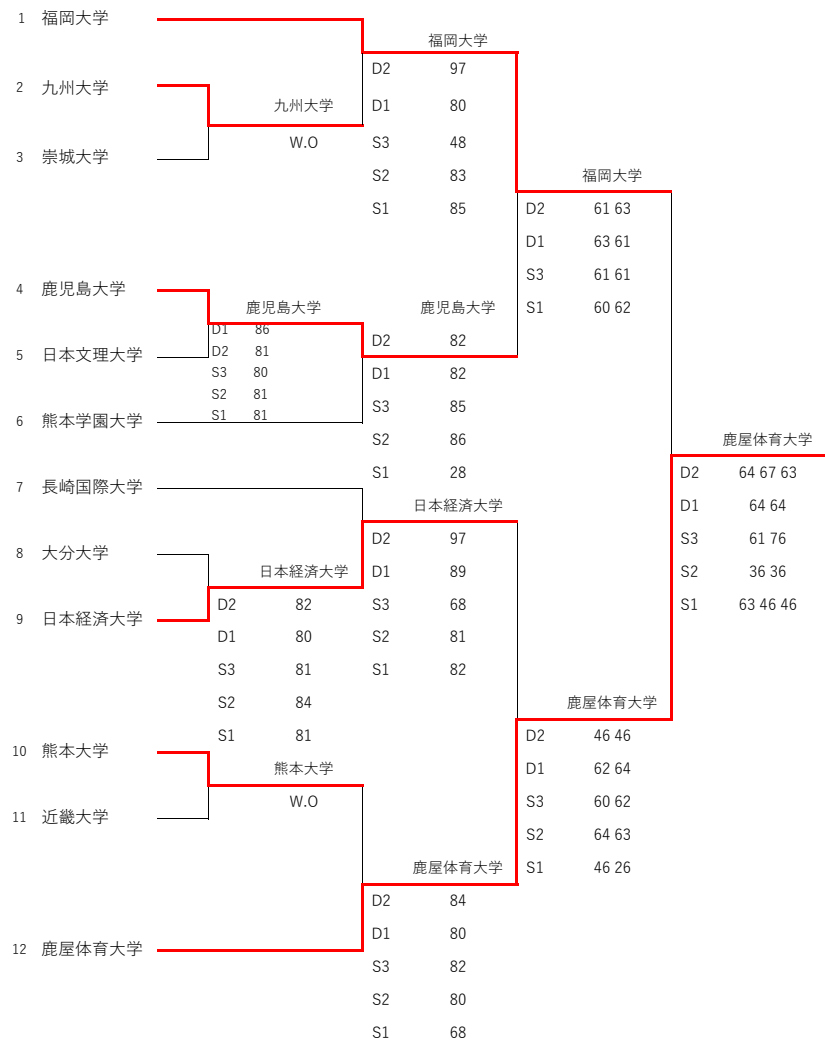 1 福岡大学
福岡大学
D2 97
2 九州大学
九州大学
D1 80
W.O
S3 48
3 崇城大学
S2 83
福岡大学
S1 85
D2 61 63
D1 63 61
S3 61 61
4 鹿児島大学
鹿児島大学
鹿児島大学
S1 60 62
D1 86
D2 82
5 日本文理大学
D2 81
S3 80
D1 82
S2 81
S3 85
S1 81
6 熊本学園大学
S2 86
鹿屋体育大学
S1 28
D2 64 67 63
7 長崎国際大学
日本経済大学
D1 64 64
D2 97
S3 61 76
8 大分大学
日本経済大学
D1 89
S2 36 36
D2 82
S3 68
S1 63 46 46
9 日本経済大学
D1 80
S2 81
S3 81
S1 82
S2 84
鹿屋体育大学
S1 81
D2 46 46
10 熊本大学
熊本大学
D1 62 64
W.O
S3 60 62
11 近畿大学
S2 64 63
鹿屋体育大学
S1 46 26
D2 84
D1 80
12 鹿屋体育大学
S3 82
S2 80
S1 68